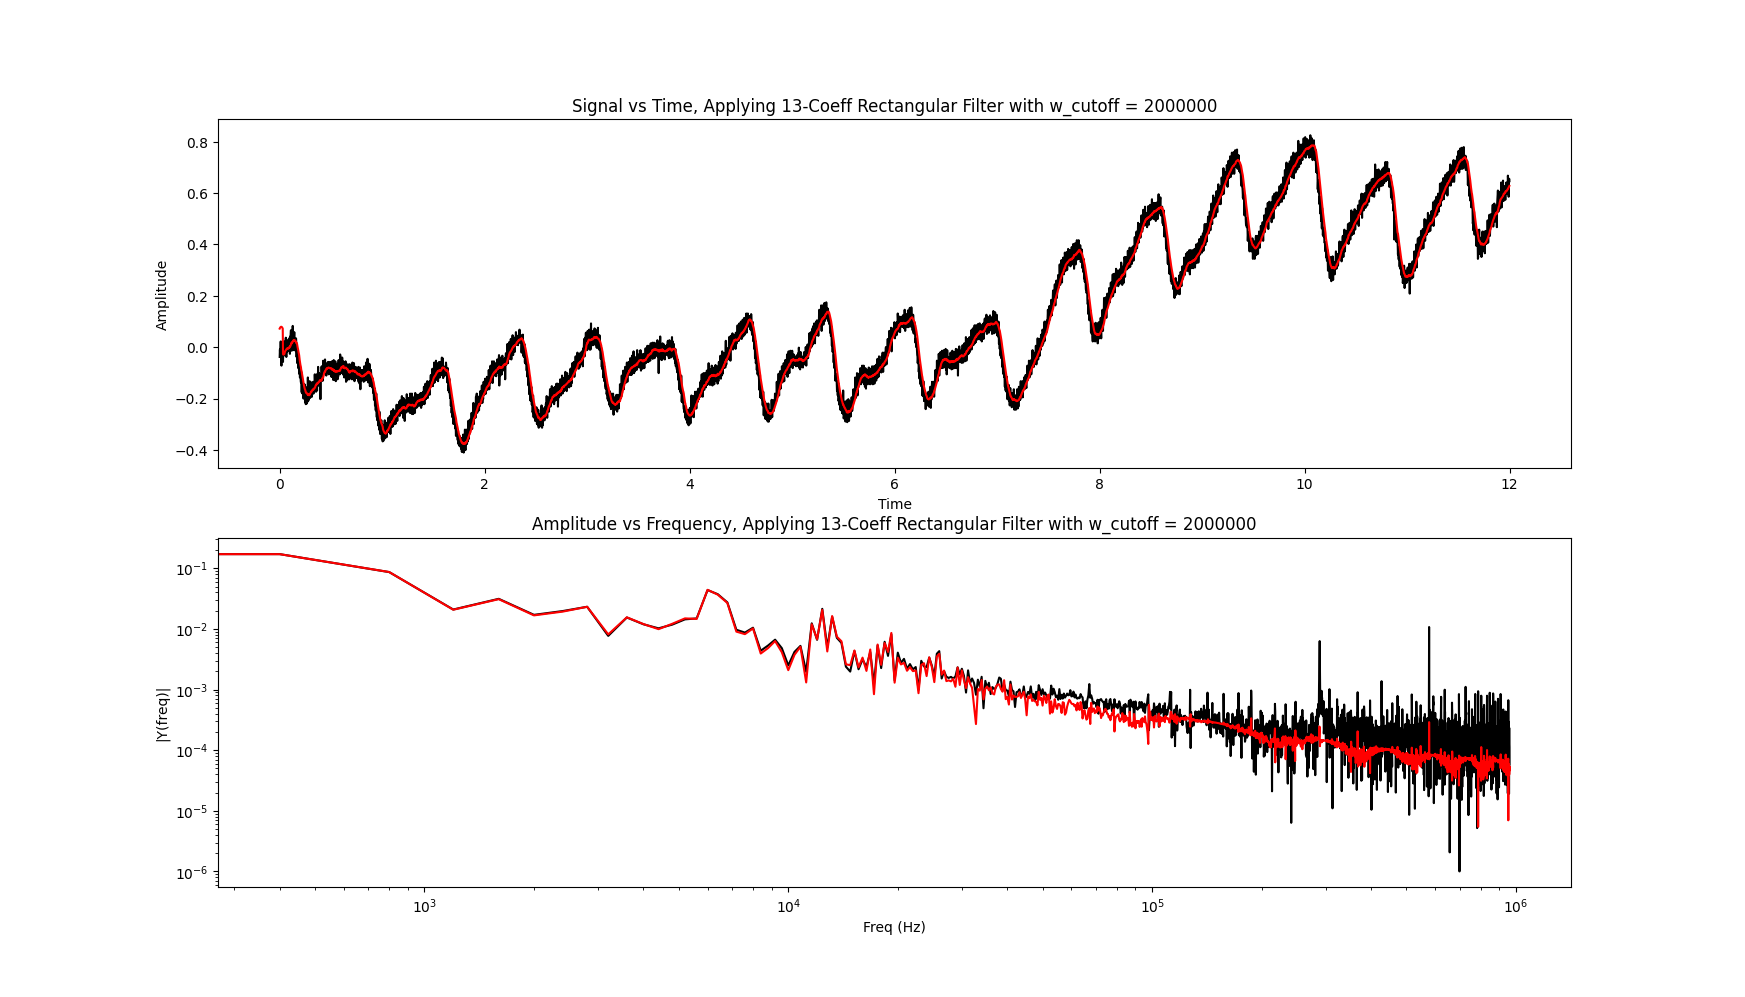 Signal vs Time, Applying 13-Coeff Rectangular Filter with w_cutoff = 2000000
Amplitude
0.8
0.6
0.4
0.2
0.0
−0.2
−0.4
0 2 4 6 8 10 12
Time
Amplitude vs Frequency, Applying 13-Coeff Rectangular Filter with w_cutoff = 2000000
|Y(freq)|
10⁻¹
10⁻²
10⁻³
10⁻⁴
10⁻⁵
10⁻⁶
10³ 10⁴ 10⁵ 10⁶
Freq (Hz)